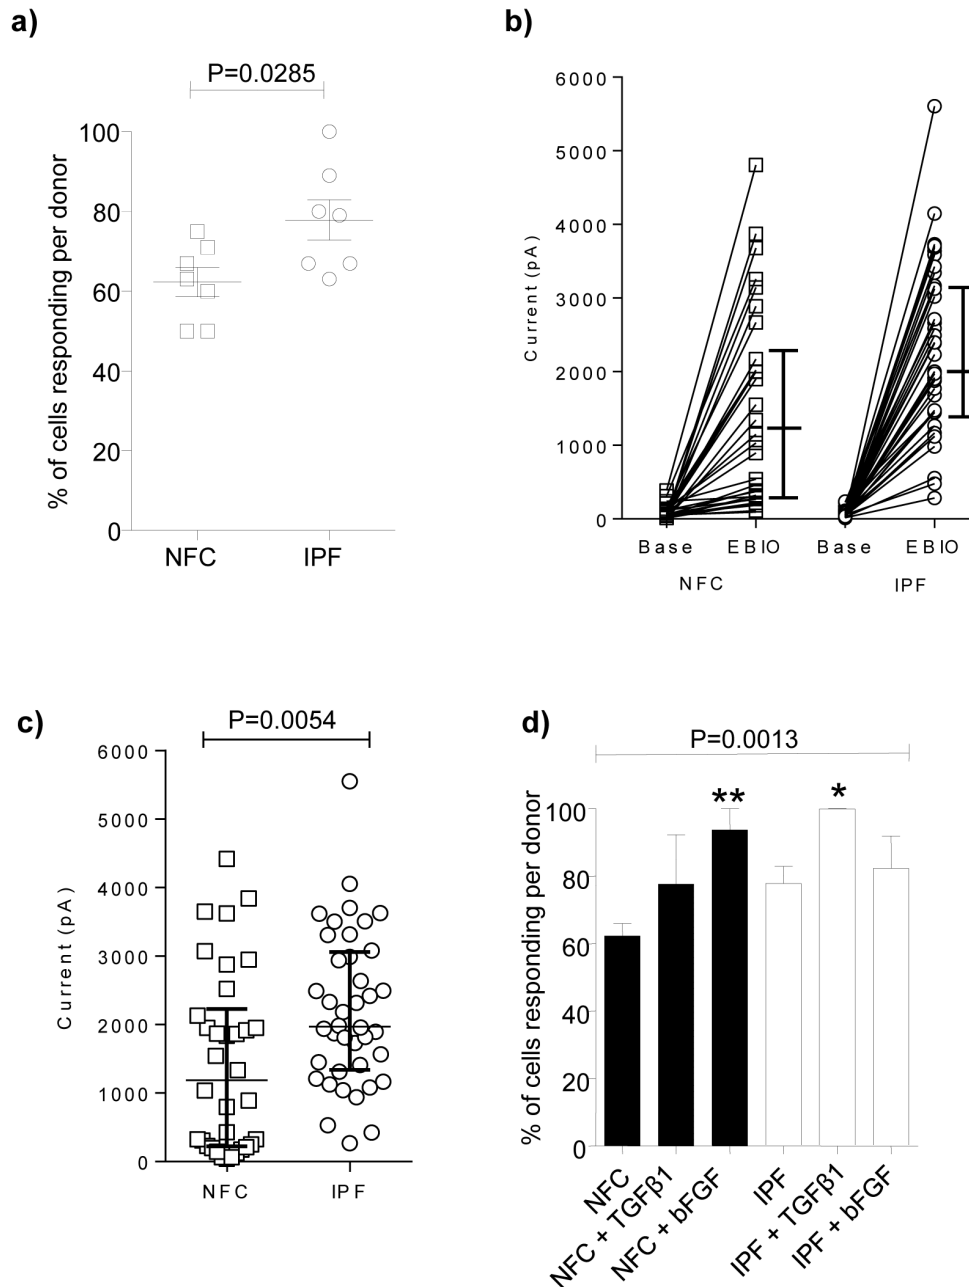 a)
P=0.0285
% of cells responding per donor
100
80
60
40
20
0
NFC IPF
b)
Current (pA)
6000
5000
4000
3000
2000
1000
0
Base EBIO Base EBIO
NFC IPF
c)
P=0.0054
Current (pA)
6000
5000
4000
3000
2000
1000
0
NFC IPF
d)
P=0.0013
** *
% of cells responding per donor
100
80
60
40
20
0
NFC
NFC + TGFβ1
NFC + bFGF
IPF
IPF + TGFβ1
IPF + bFGF